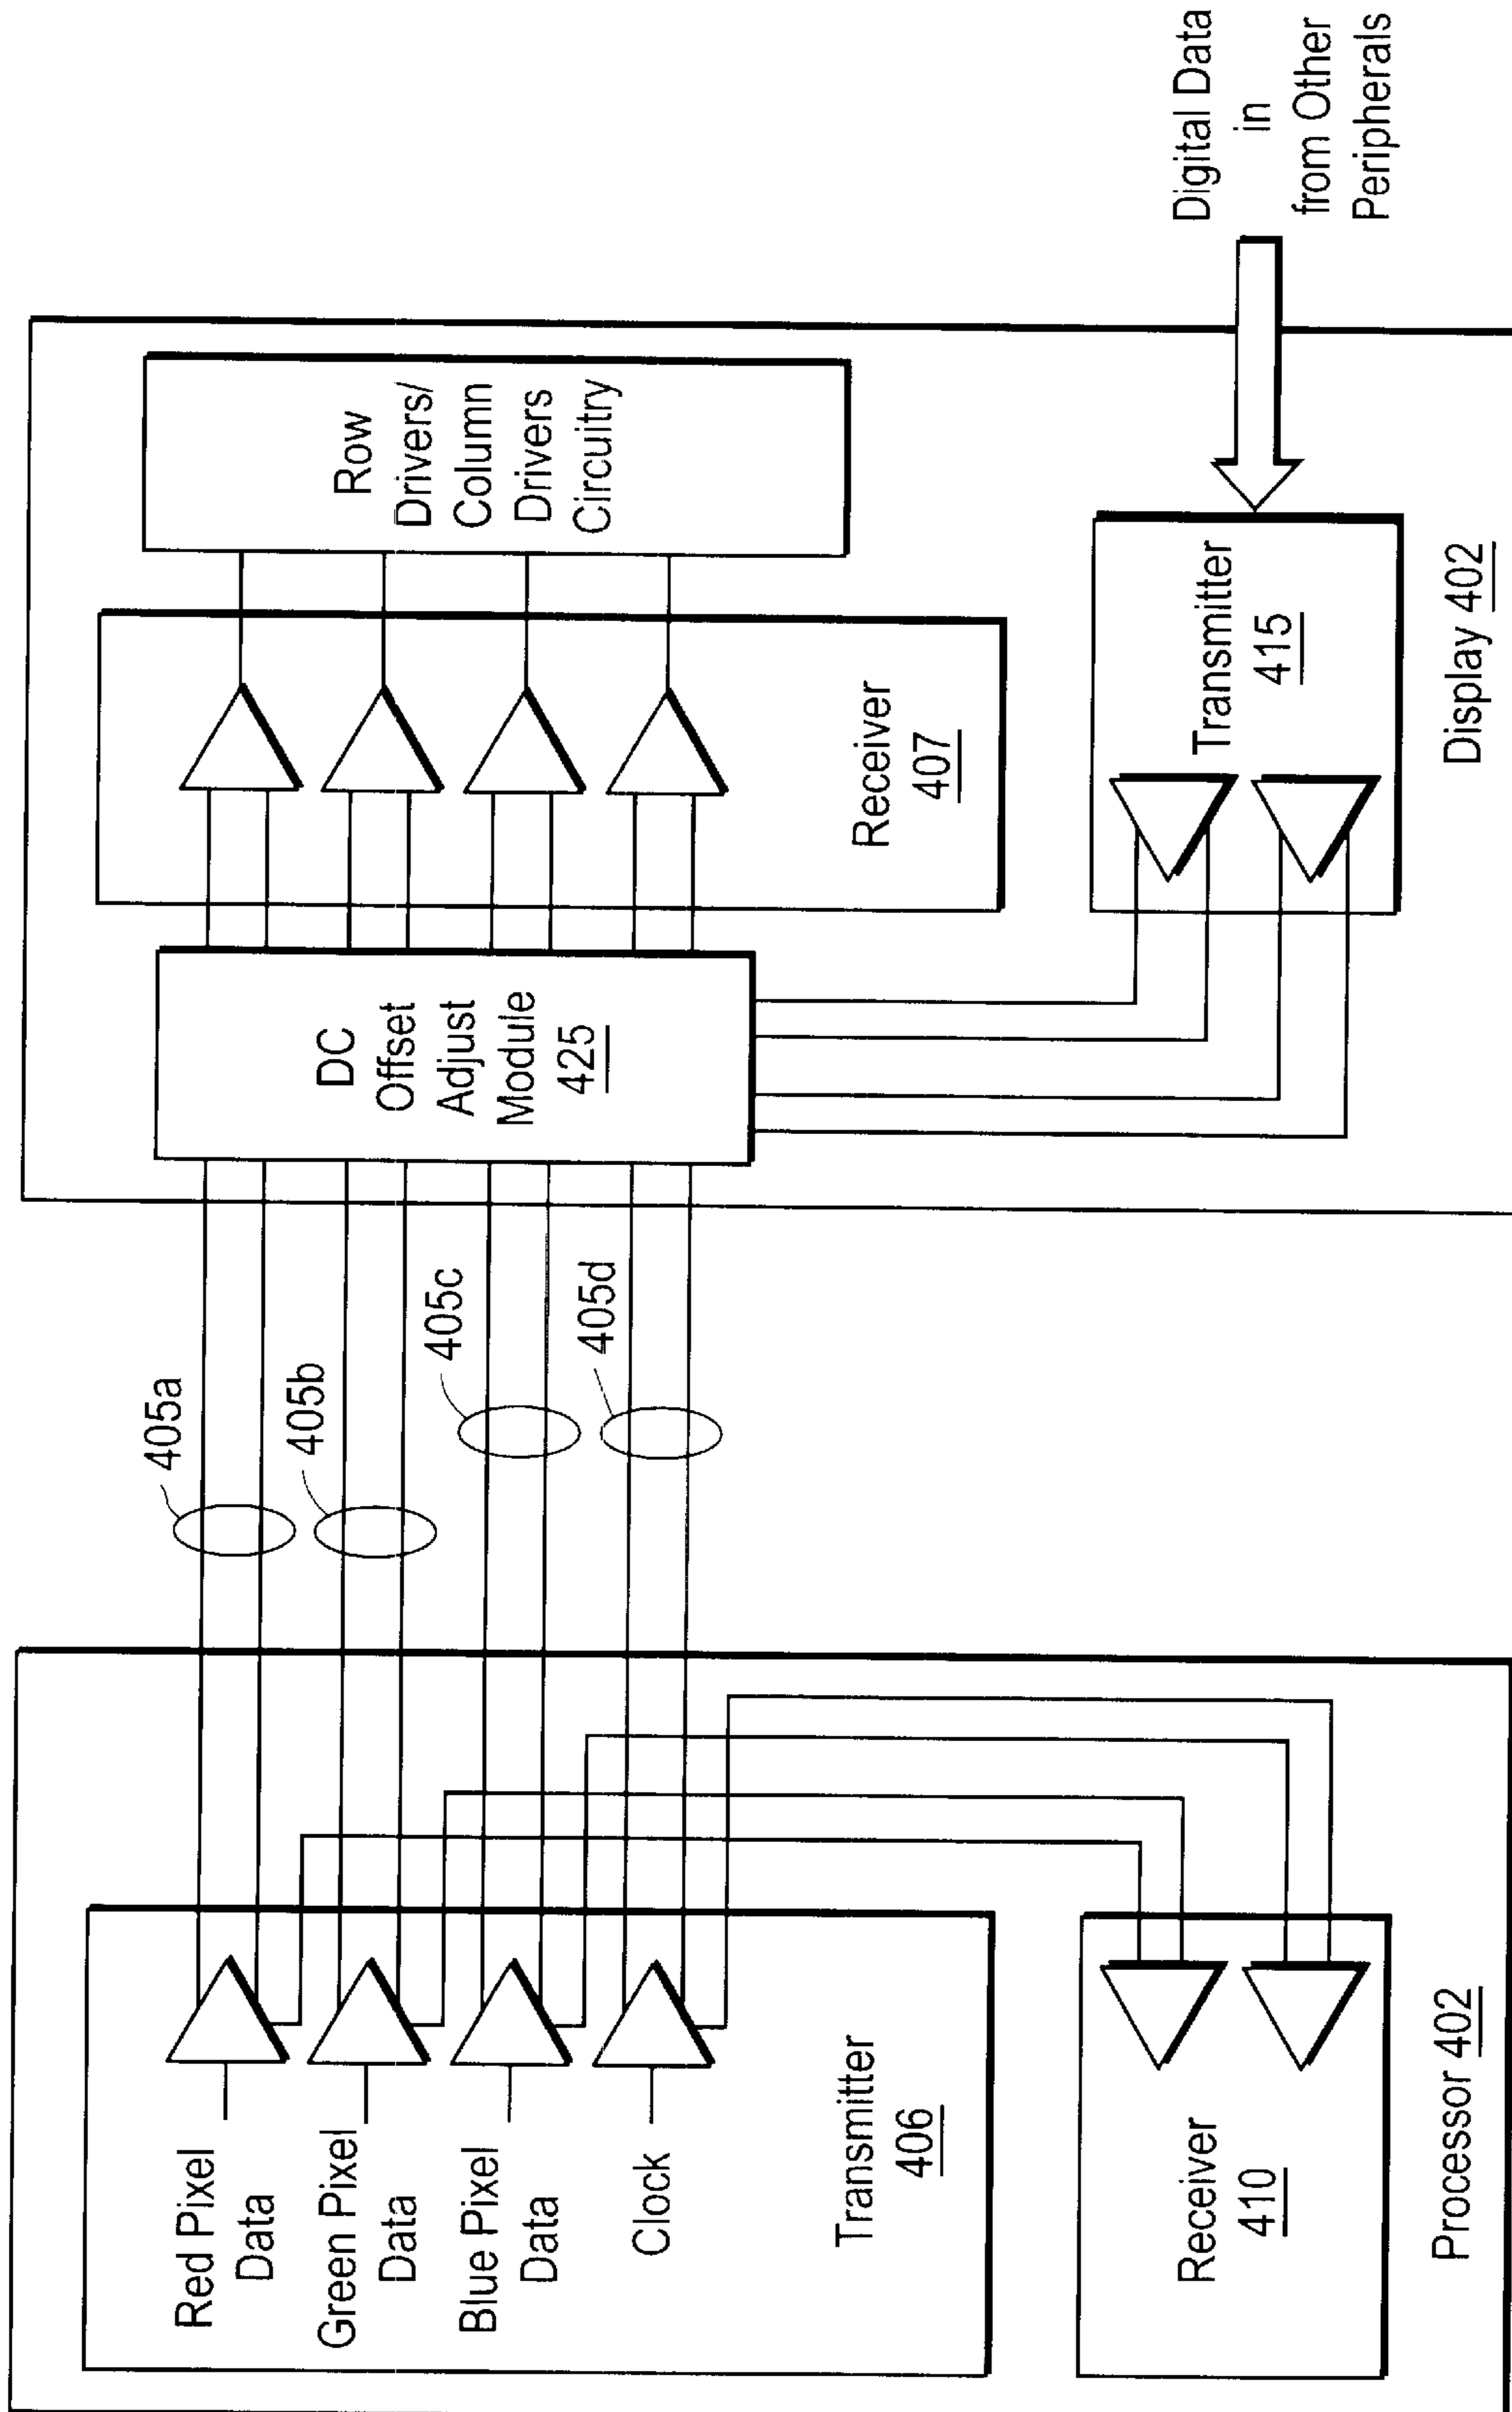 Red Pixel
Data
Green Pixel
Data
Blue Pixel
Data
Clock
Transmitter
406
Receiver
410
Processor 402
405a
405b
405c
405d
DC
Offset
Adjust
Module
425
Receiver
407
Row
Drivers/
Column
Drivers
Circuitry
Transmitter
415
Display 402
Digital Data
in
from Other
Peripherals